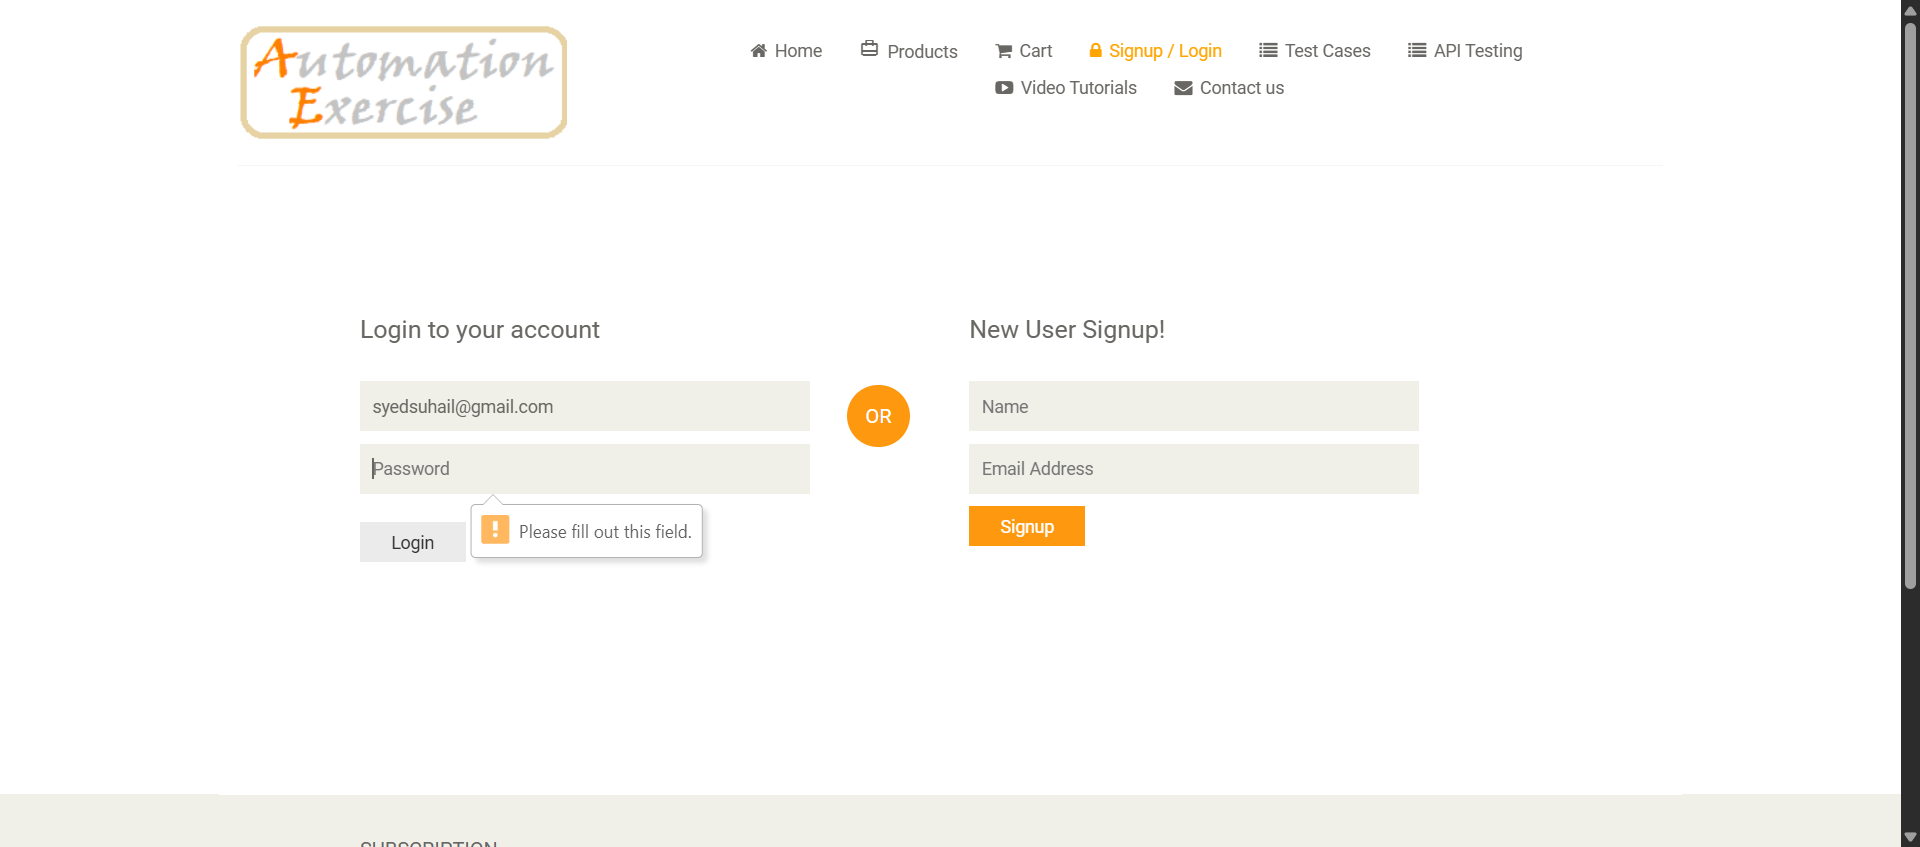 Automation
Exercise
Home
Products
Cart
Signup / Login
Test Cases
API Testing
Video Tutorials
Contact us
Login to your account
syedsuhail@gmail.com
Password
Please fill out this field.
Login
OR
New User Signup!
Name
Email Address
Signup
SUBSCRIPTION